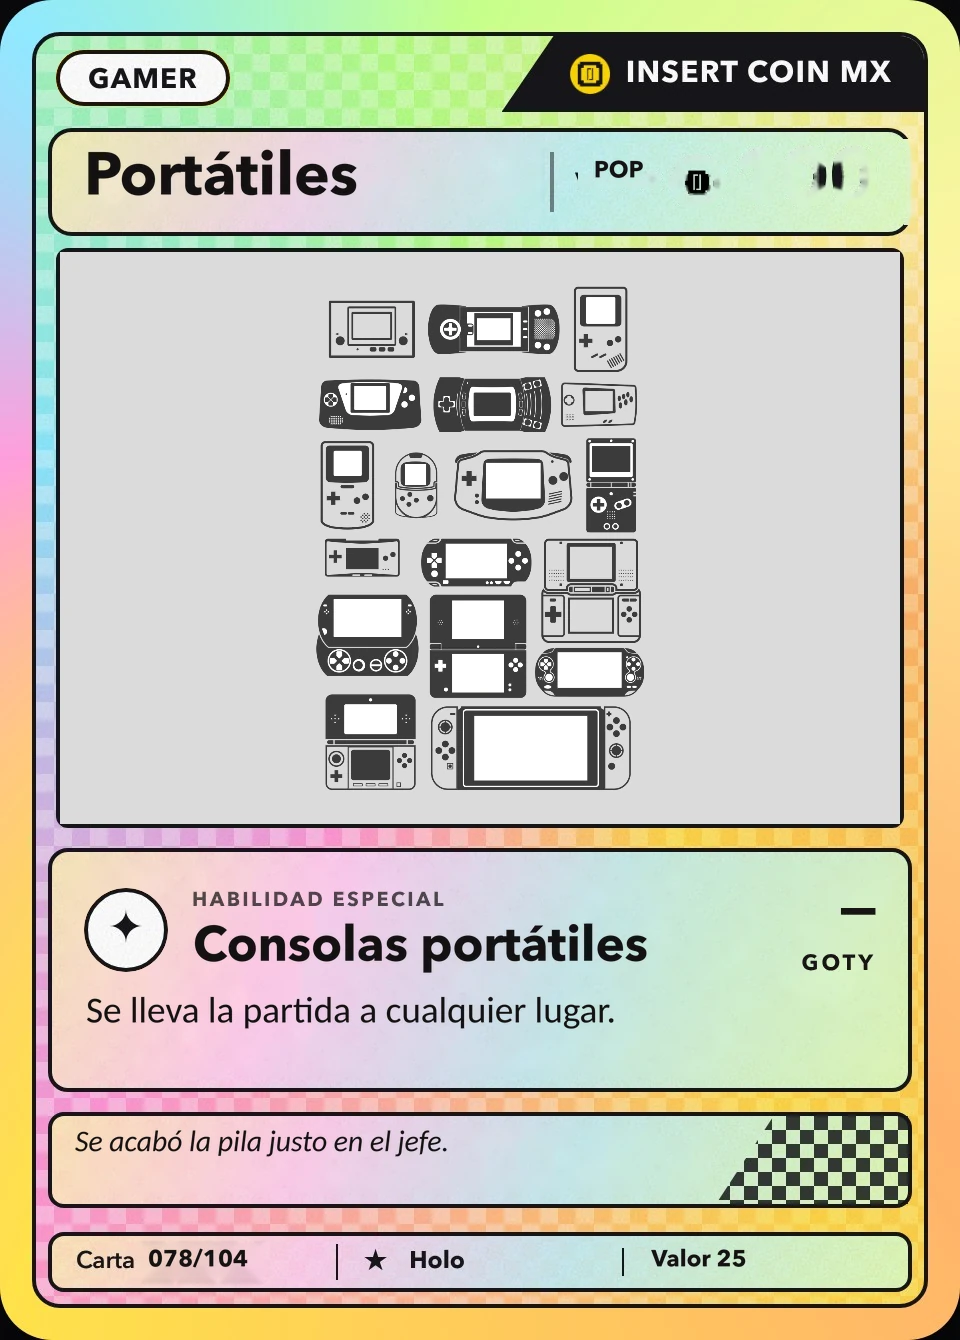 GAMER
INSERT COIN MX
Portátiles
POP
HABILIDAD ESPECIAL
Consolas portátiles
GOTY
Se lleva la partida a cualquier lugar.
Se acabó la pila justo en el jefe.
Carta 078/104 ★ Holo Valor 25